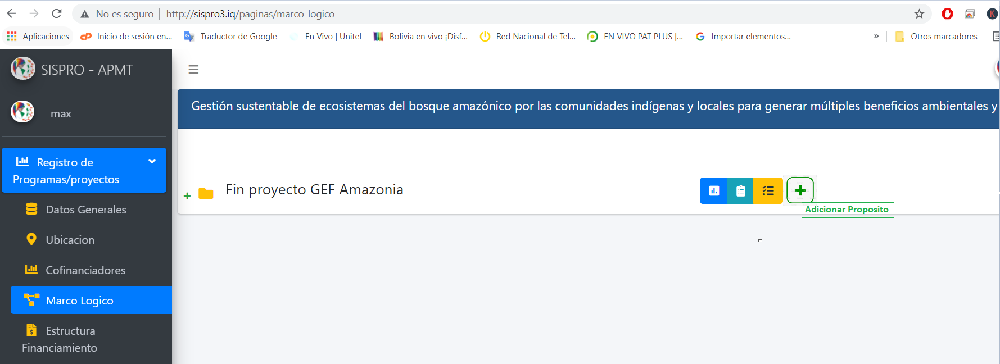 No es seguro | http://sispro3.iq/paginas/marco_logico
Aplicaciones Inicio de sesión en... Traductor de Google En Vivo | Unitel Bolivia en vivo ¡Disf... Red Nacional de Tel... EN VIVO PAT PLUS |... Importar elementos... » Otros marcadores
SISPRO - APMT
max
Gestión sustentable de ecosistemas del bosque amazónico por las comunidades indígenas y locales para generar múltiples beneficios ambientales y
Registro de
Programas/proyectos
Datos Generales
Ubicacion
Cofinanciadores
Marco Logico
Estructura
Financiamiento
Fin proyecto GEF Amazonia
Adicionar Proposito